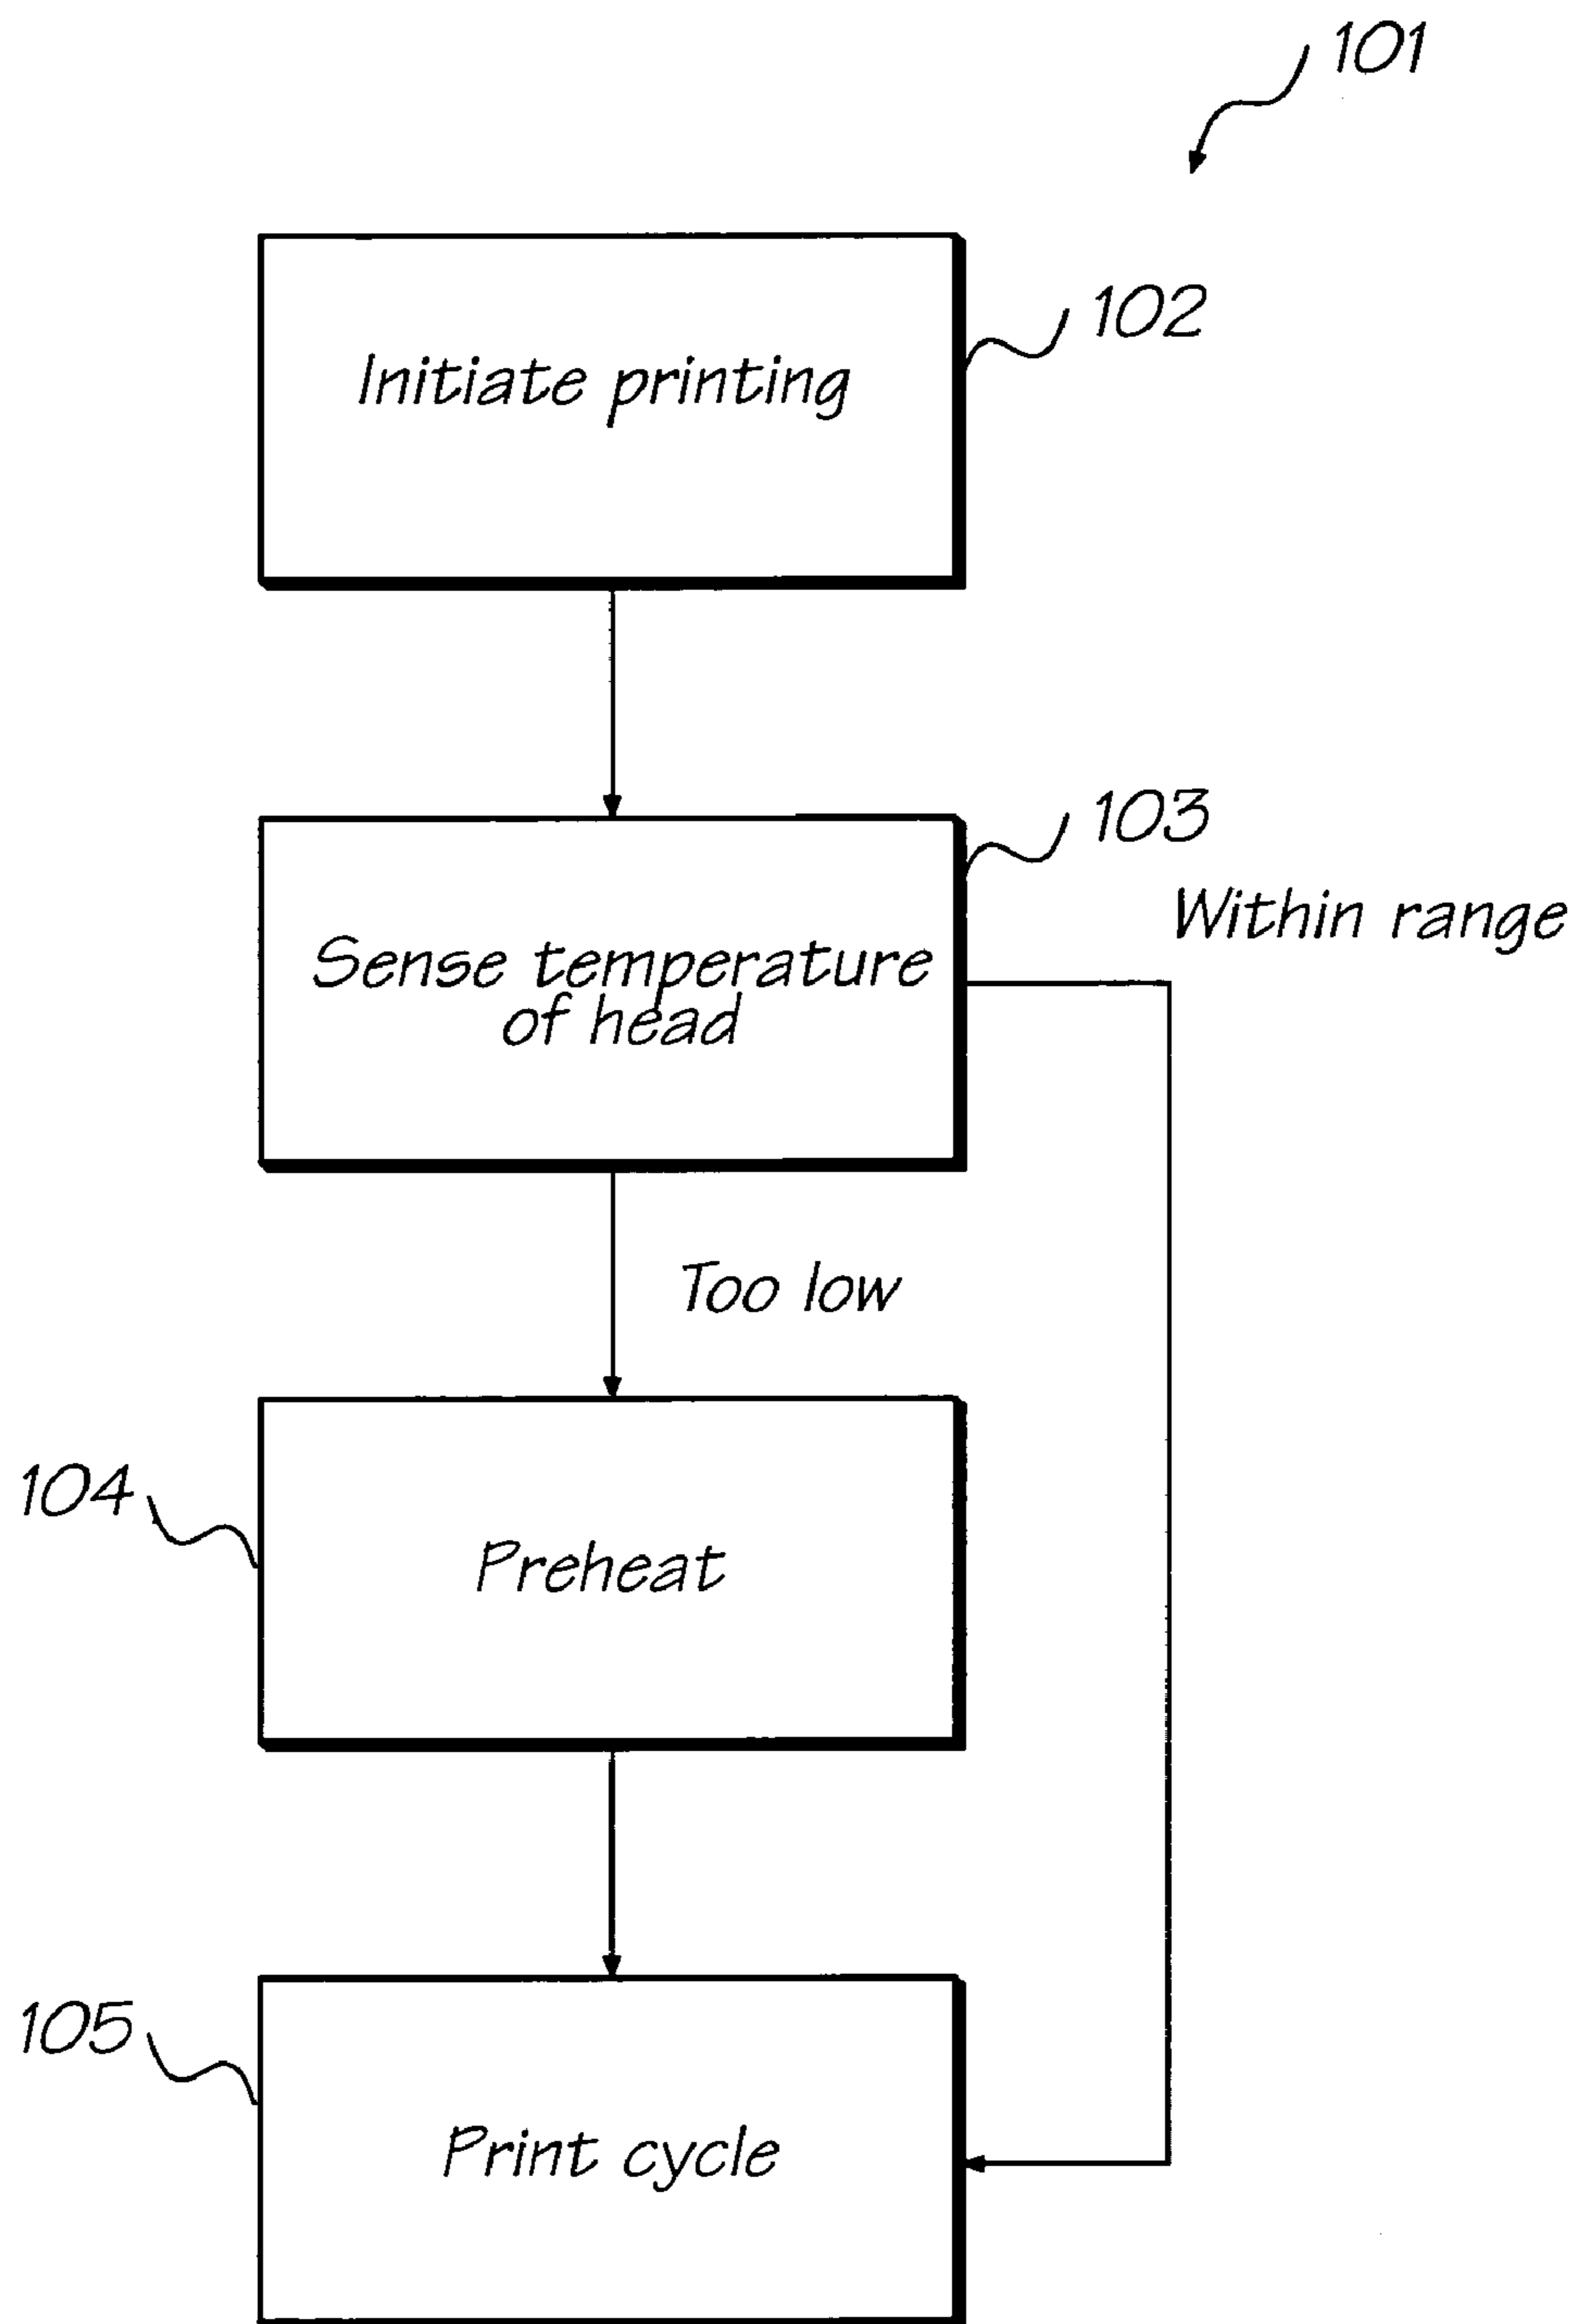 101
Initiate printing
102
103
Within range
Sense temperature
of head
Too low
104
Preheat
105
Print cycle